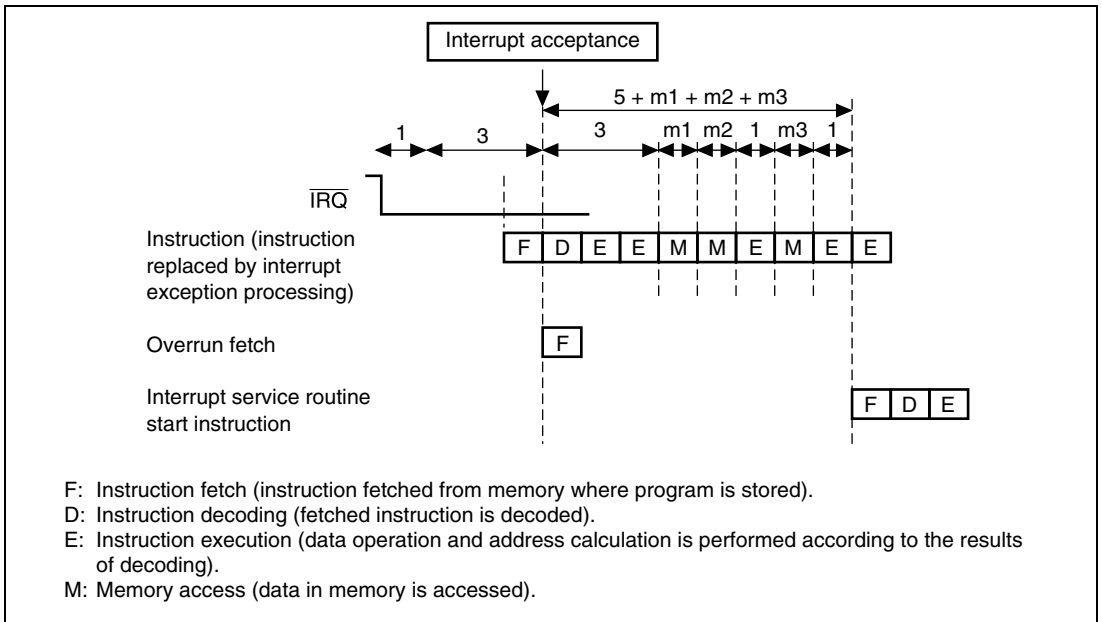 Interrupt acceptance
5 + m1 + m2 + m3
1 3 3 m1 m2 1 m3 1
IRQ
Instruction (instruction
replaced by interrupt
exception processing)
F D E E M M E M E E
Overrun fetch
F
Interrupt service routine
start instruction
F D E
F: Instruction fetch (instruction fetched from memory where program is stored).
D: Instruction decoding (fetched instruction is decoded).
E: Instruction execution (data operation and address calculation is performed according to the results
of decoding).
M: Memory access (data in memory is accessed).